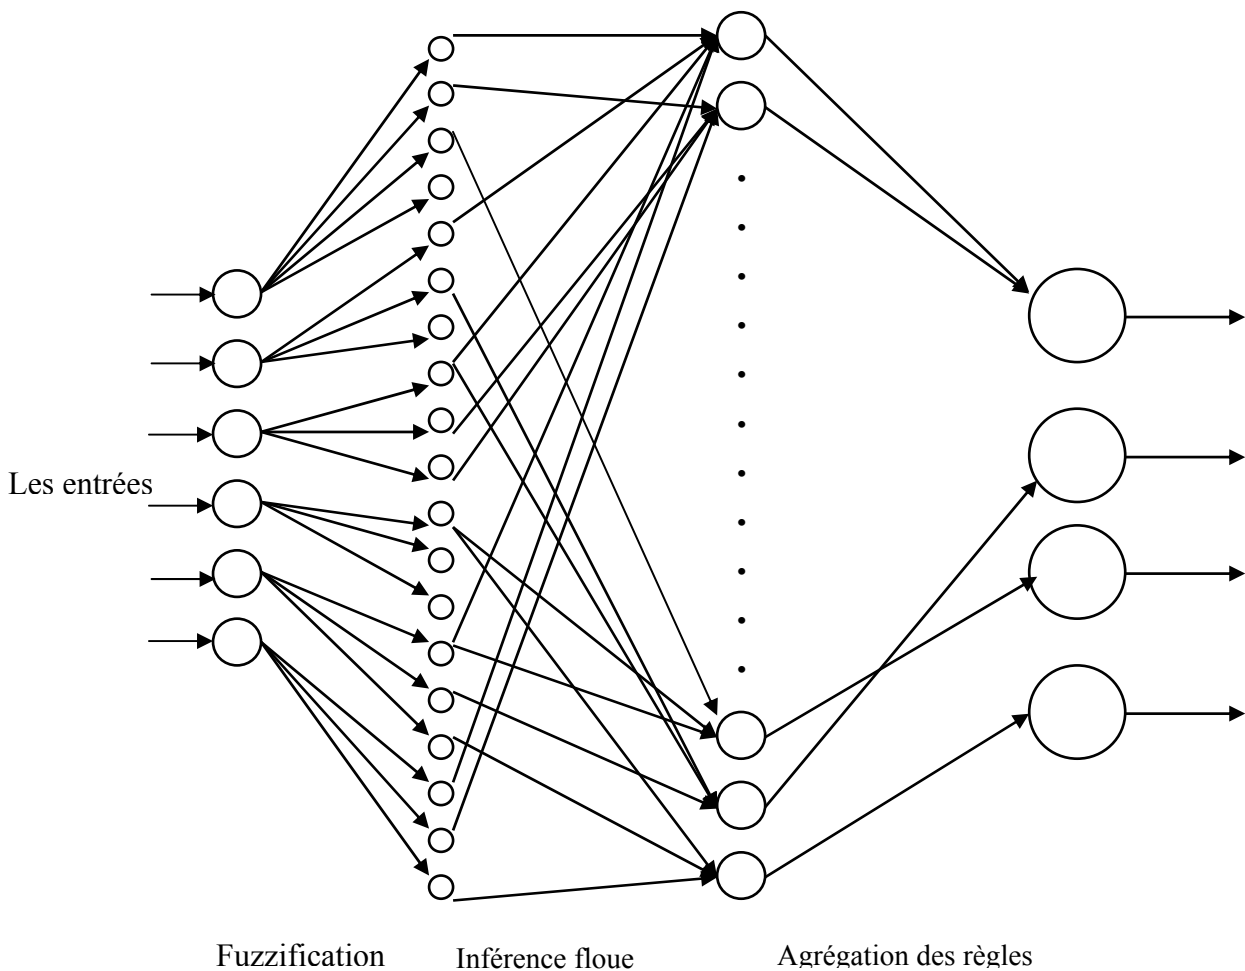 Les entrées
Fuzzification
Inférence floue
Agrégation des règles